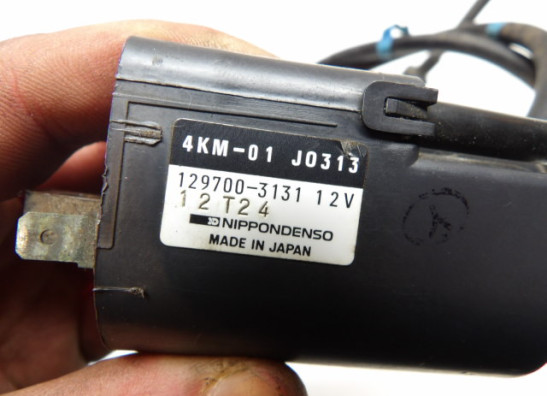 4KM-01 J0313
129700-3131 12V
12T24
NIPPONDENSO
MADE IN JAPAN